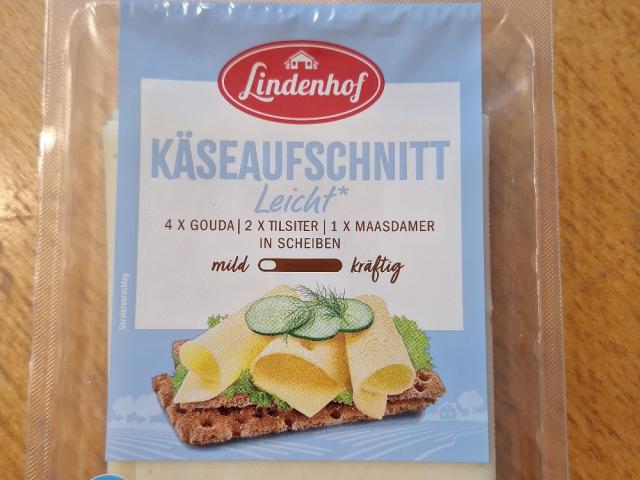 Lindenhof
KÄSEAUFSCHNITT
Leicht*
4 X GOUDA | 2 X TILSITER | 1 X MAASDAMER
IN SCHEIBEN
mild kräftig
Serviervorschlag